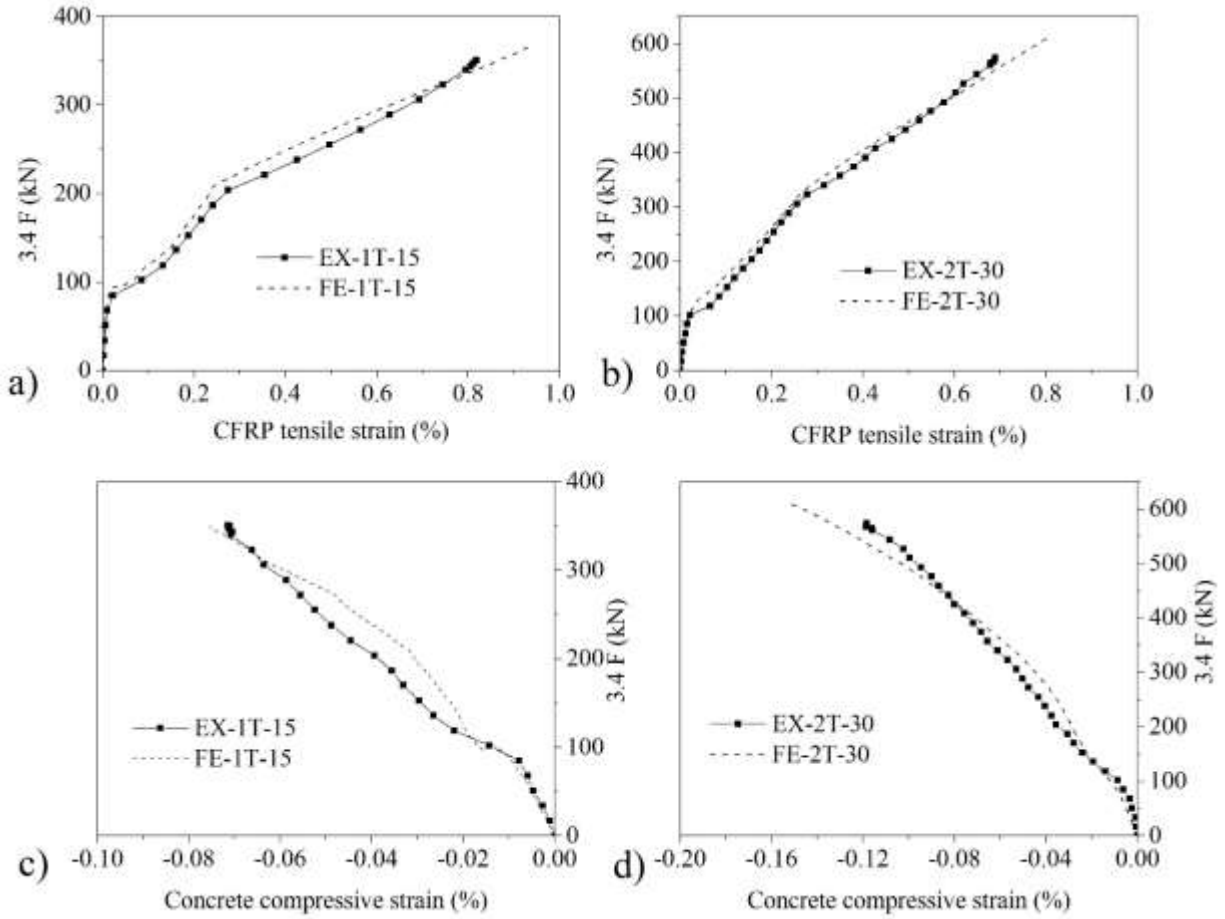 400
300
200
100
0
3.4 F (kN)
EX-1T-15
FE-1T-15
a)
0.0 0.2 0.4 0.6 0.8 1.0
CFRP tensile strain (%)
600
500
400
300
200
100
0
3.4 F (kN)
EX-2T-30
FE-2T-30
b)
0.0 0.2 0.4 0.6 0.8 1.0
CFRP tensile strain (%)
400
300
200
100
0
3.4 F (kN)
EX-1T-15
FE-1T-15
c)
-0.10 -0.08 -0.06 -0.04 -0.02 0.00
Concrete compressive strain (%)
600
500
400
300
200
100
0
3.4 F (kN)
EX-2T-30
FE-2T-30
d)
-0.20 -0.16 -0.12 -0.08 -0.04 0.00
Concrete compressive strain (%)